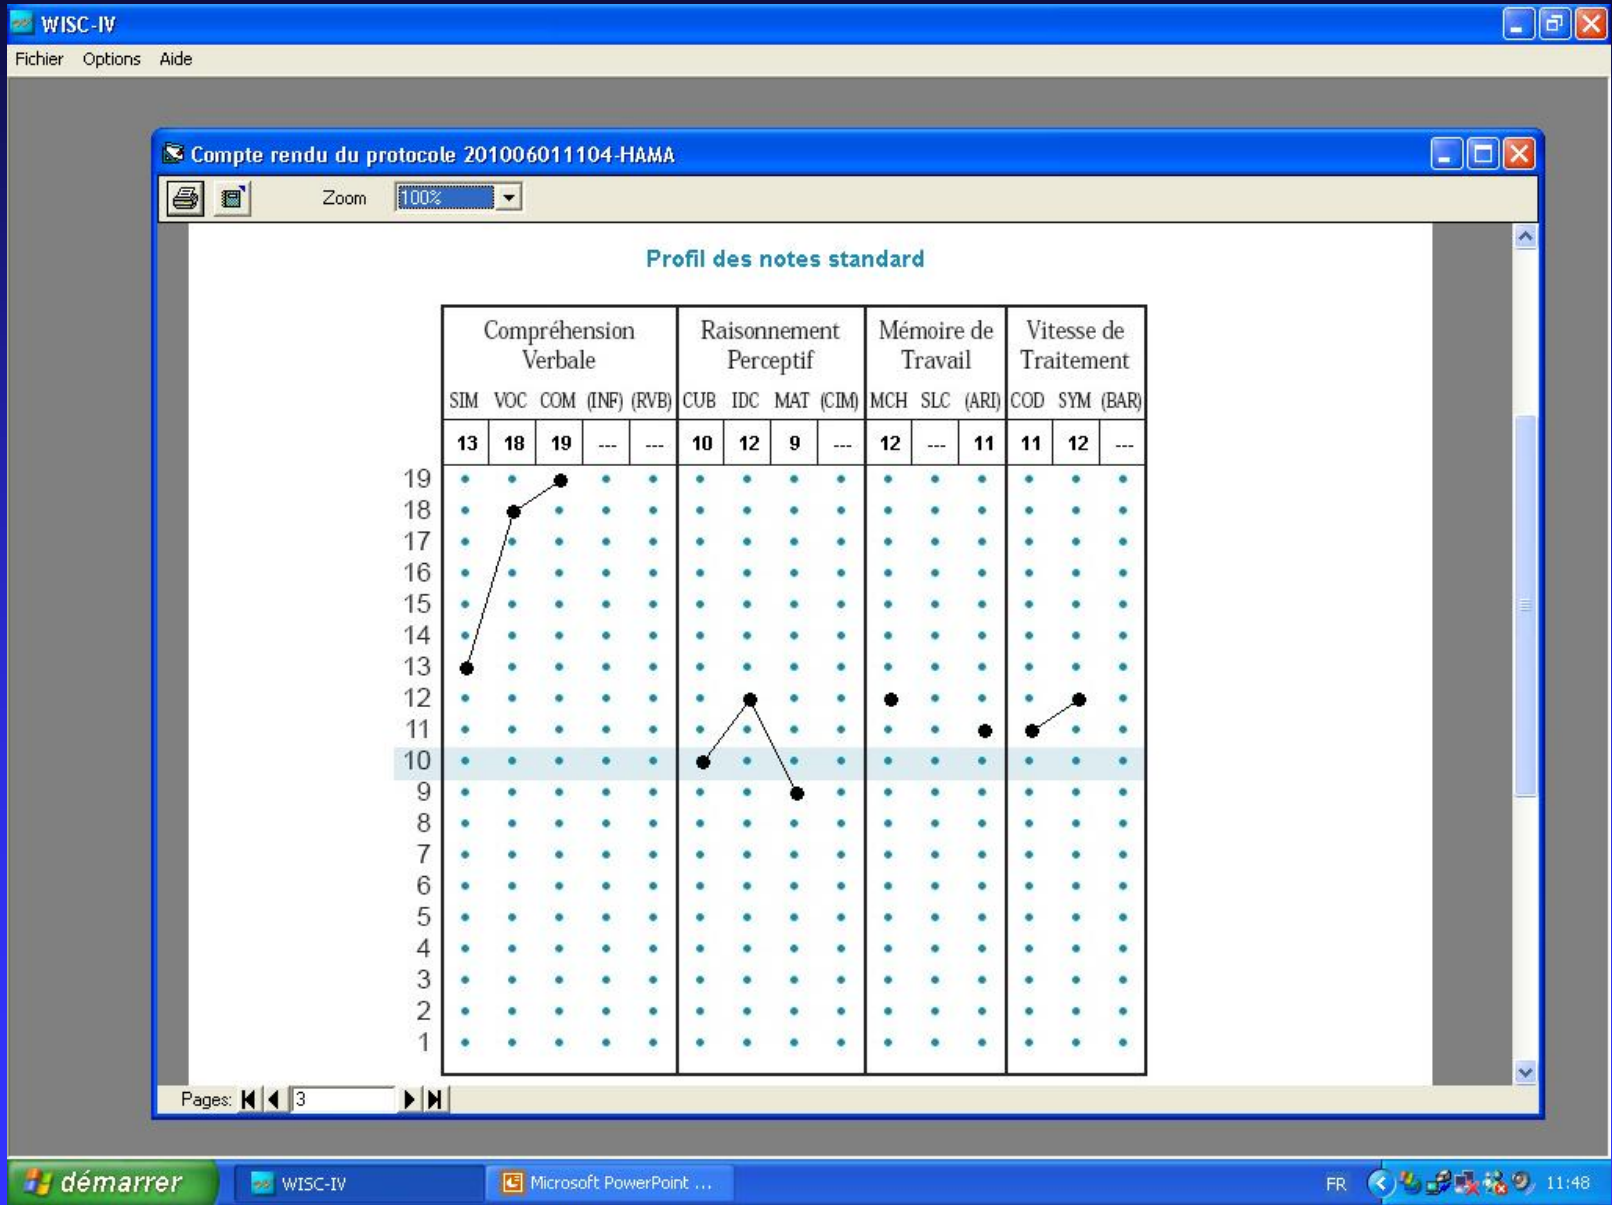 WISC-IV
Fichier Options Aide
Compte rendu du protocole 201006011104-HAMA
Zoom 100%
Profil des notes standard
Compréhension Verbale
Raisonnement Perceptif
Mémoire de Travail
Vitesse de Traitement
SIM VOC COM (INF) (RVB) CUB IDC MAT (CIM) MCH SLC (ARI) COD SYM (BAR)
13 18 19 --- --- 10 12 9 --- 12 --- 11 11 12 ---
19
18
17
16
15
14
13
12
11
10
9
8
7
6
5
4
3
2
1
Pages: 3
démarrer WISC-IV Microsoft PowerPoint ... FR 11:48